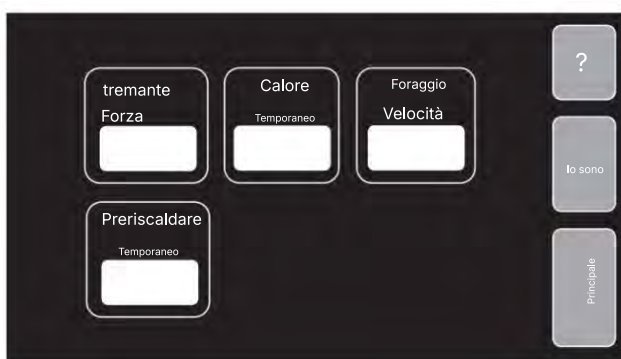 tremante
Forza
Calore
Temporaneo
Foraggio
Velocità
?
Io sono
Preriscaldare
Temporaneo
Principale